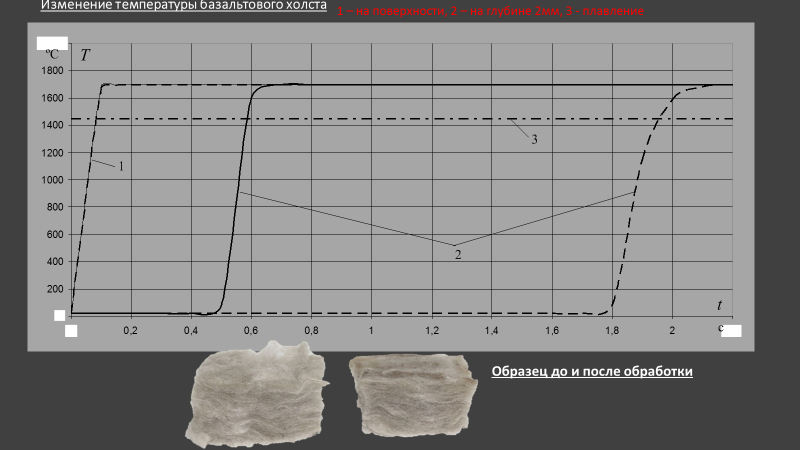 Изменение температуры базальтового холста
1 – на поверхности, 2 – на глубине 2мм, 3 - плавление
ºC T
1800
1600
1400
1200
1000
800
600
400
200
1
2
3
t
c
0,2 0,4 0,6 0,8 1 1,2 1,4 1,6 1,8 2
Образец до и после обработки